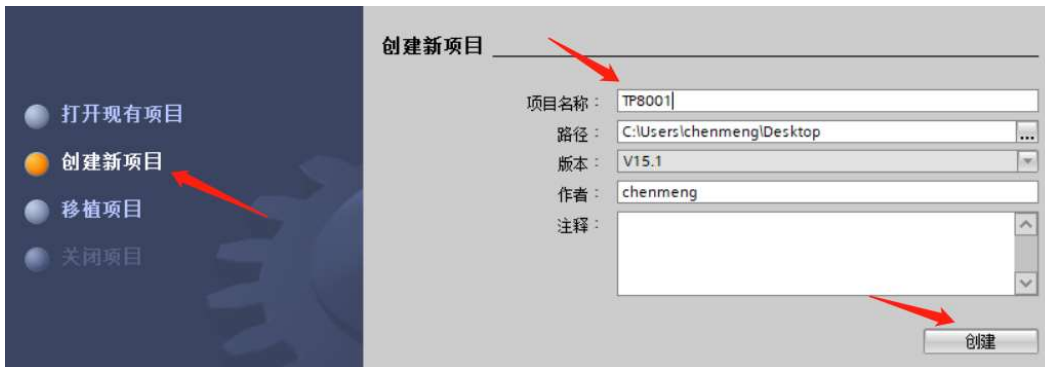 打开现有项目
创建新项目
移植项目
关闭项目
创建新项目
项目名称： TP8001
路径： C:\Users\chenmeng\Desktop ...
版本： V15.1
作者： chenmeng
注释：
创建